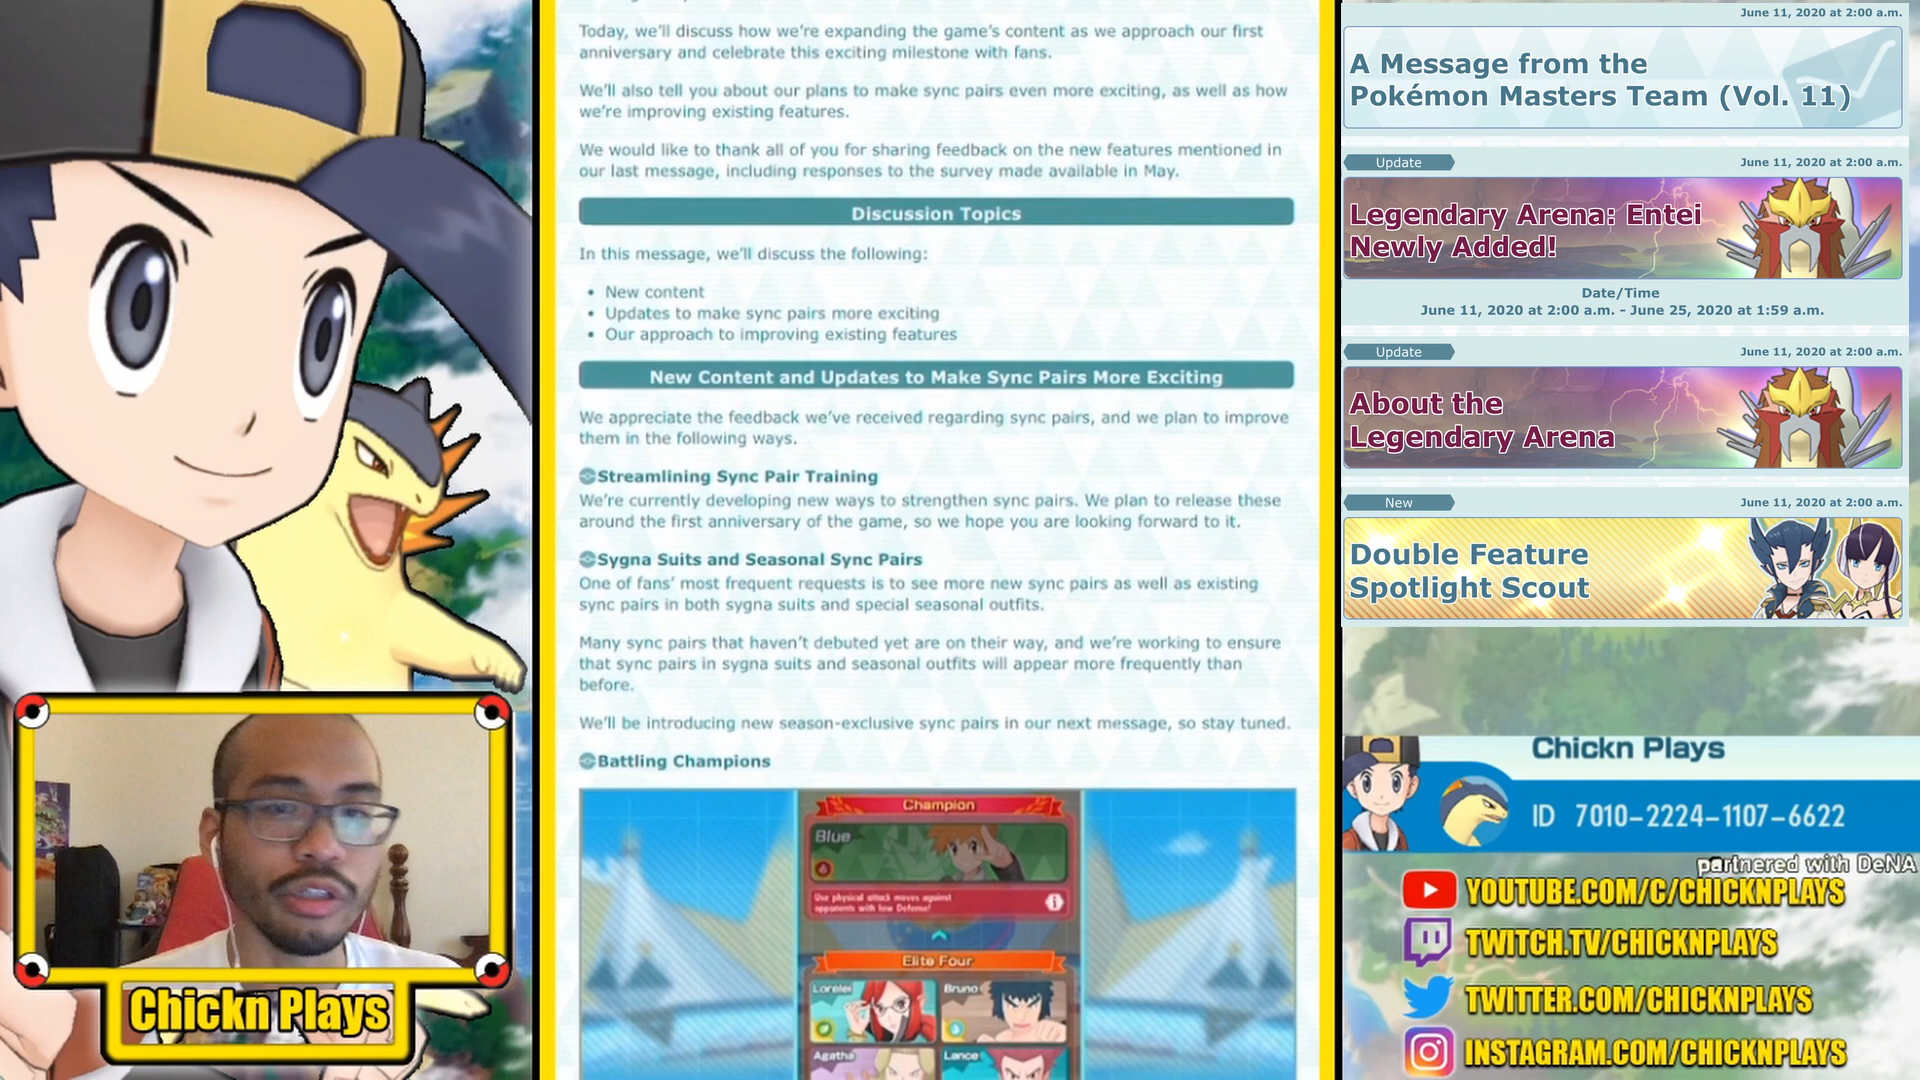 Today, we'll discuss how we're expanding the game's content as we approach our first
anniversary and celebrate this exciting milestone with fans.
We'll also tell you about our plans to make sync pairs even more exciting, as well as how
we're improving existing features.
We would like to thank all of you for sharing feedback on the new features mentioned in
our last message, including responses to the survey made available in May.
Discussion Topics
In this message, we'll discuss the following:
• New content
• Updates to make sync pairs more exciting
• Our approach to improving existing features
New Content and Updates to Make Sync Pairs More Exciting
We appreciate the feedback we've received regarding sync pairs, and we plan to improve
them in the following ways.
Streamlining Sync Pair Training
We're currently developing new ways to strengthen sync pairs. We plan to release these
around the first anniversary of the game, so we hope you are looking forward to it.
Sygna Suits and Seasonal Sync Pairs
One of fans' most frequent requests is to see more new sync pairs as well as existing
sync pairs in both sygna suits and special seasonal outfits.
Many sync pairs that haven't debuted yet are on their way, and we're working to ensure
that sync pairs in sygna suits and seasonal outfits will appear more frequently than
before.
We'll be introducing new season-exclusive sync pairs in our next message, so stay tuned.
Battling Champions
Champion
Blue
Use physical attack moves against
opponents with low Defense!
Elite Four
Lorelei
Bruno
Agatha
Lance
Chickn Plays
June 11, 2020 at 2:00 a.m.
A Message from the
Pokémon Masters Team (Vol. 11)
Update
June 11, 2020 at 2:00 a.m.
Legendary Arena: Entei
Newly Added!
Date/Time
June 11, 2020 at 2:00 a.m. - June 25, 2020 at 1:59 a.m.
Update
June 11, 2020 at 2:00 a.m.
About the
Legendary Arena
New
June 11, 2020 at 2:00 a.m.
Double Feature
Spotlight Scout
Chickn Plays
ID 7010-2224-1107-6622
partnered with DeNA
YOUTUBE.COM/C/CHICKNPLAYS
TWITCH.TV/CHICKNPLAYS
TWITTER.COM/CHICKNPLAYS
INSTAGRAM.COM/CHICKNPLAYS